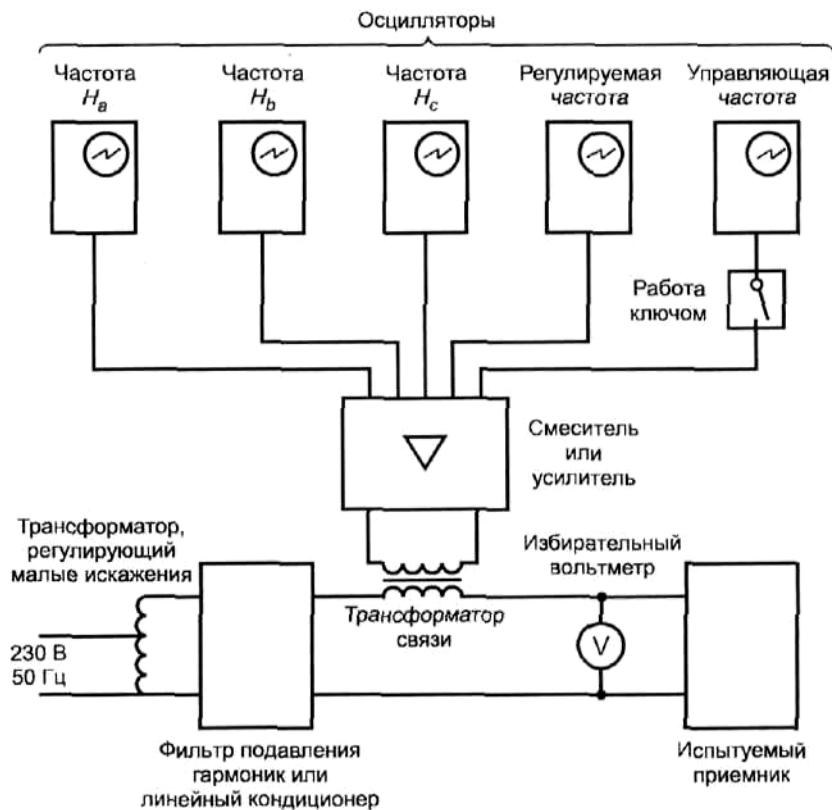 Осцилляторы
Частота
Hₐ
Частота
H_b
Частота
H_c
Регулируемая
частота
Управляющая
частота
Работа
ключом
Смеситель
или
усилитель
Трансформатор,
регулирующий
малые искажения
Избирательный
вольтметр
Трансформатор
связи
V
230 В
50 Гц
Фильтр подавления
гармоник или
линейный кондиционер
Испытуемый
приемник